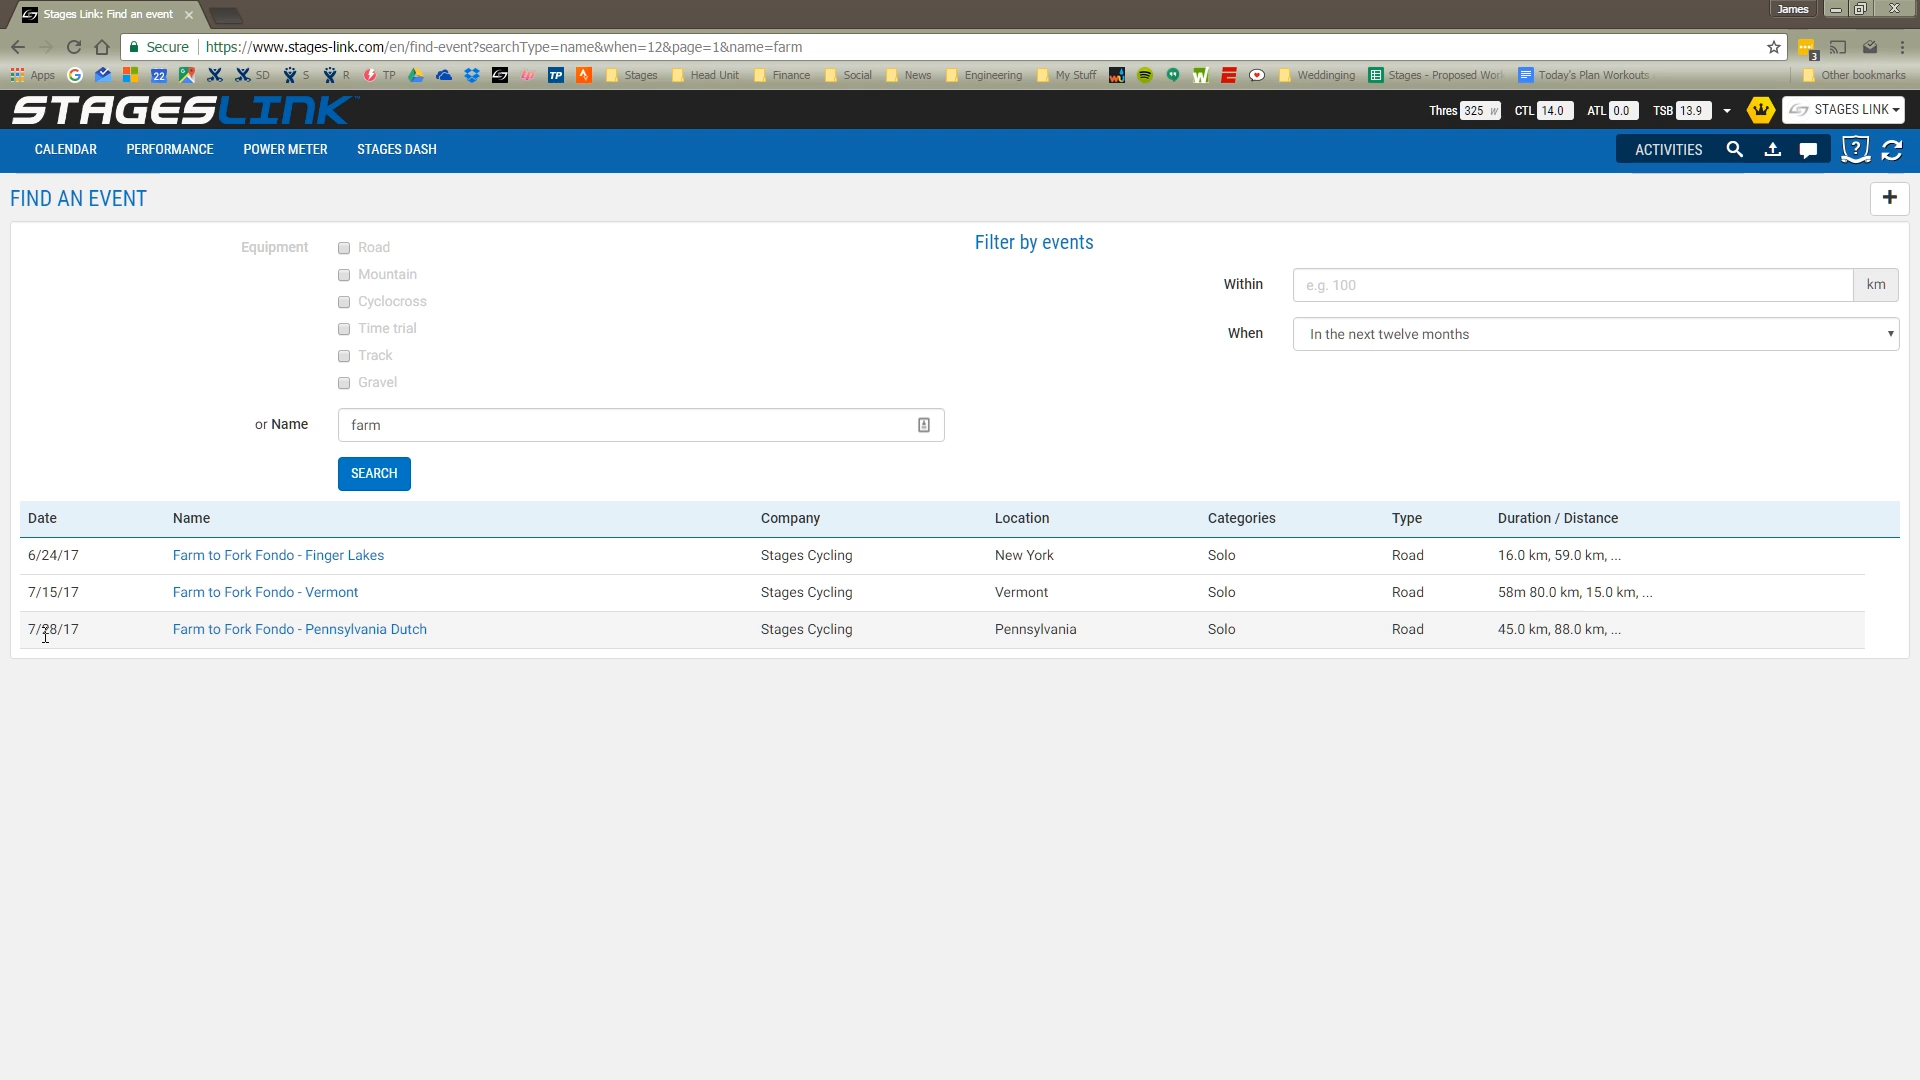 Stages Link: Find an event
James
Secure https://www.stages-link.com/en/find-event?searchType=name&when=12&page=1&name=farm
3
Apps 22 SD S R TP TP Stages Head Unit Finance Social News Engineering My Stuff Weddinging Stages - Proposed Work Today's Plan Workouts Other bookmarks
STAGESLINK
Thres 325 w CTL 14.0 ATL 0.0 TSB 13.9 STAGES LINK
CALENDAR PERFORMANCE POWER METER STAGES DASH ACTIVITIES ?
FIND AN EVENT +
Filter by events
Equipment Road
Mountain
Cyclocross
Time trial
Track
Gravel
Within e.g. 100 km
When In the next twelve months
or Name farm
SEARCH
Date Name Company Location Categories Type Duration / Distance
6/24/17 Farm to Fork Fondo - Finger Lakes Stages Cycling New York Solo Road 16.0 km, 59.0 km, ...
7/15/17 Farm to Fork Fondo - Vermont Stages Cycling Vermont Solo Road 58m 80.0 km, 15.0 km, ...
7/28/17 Farm to Fork Fondo - Pennsylvania Dutch Stages Cycling Pennsylvania Solo Road 45.0 km, 88.0 km, ...